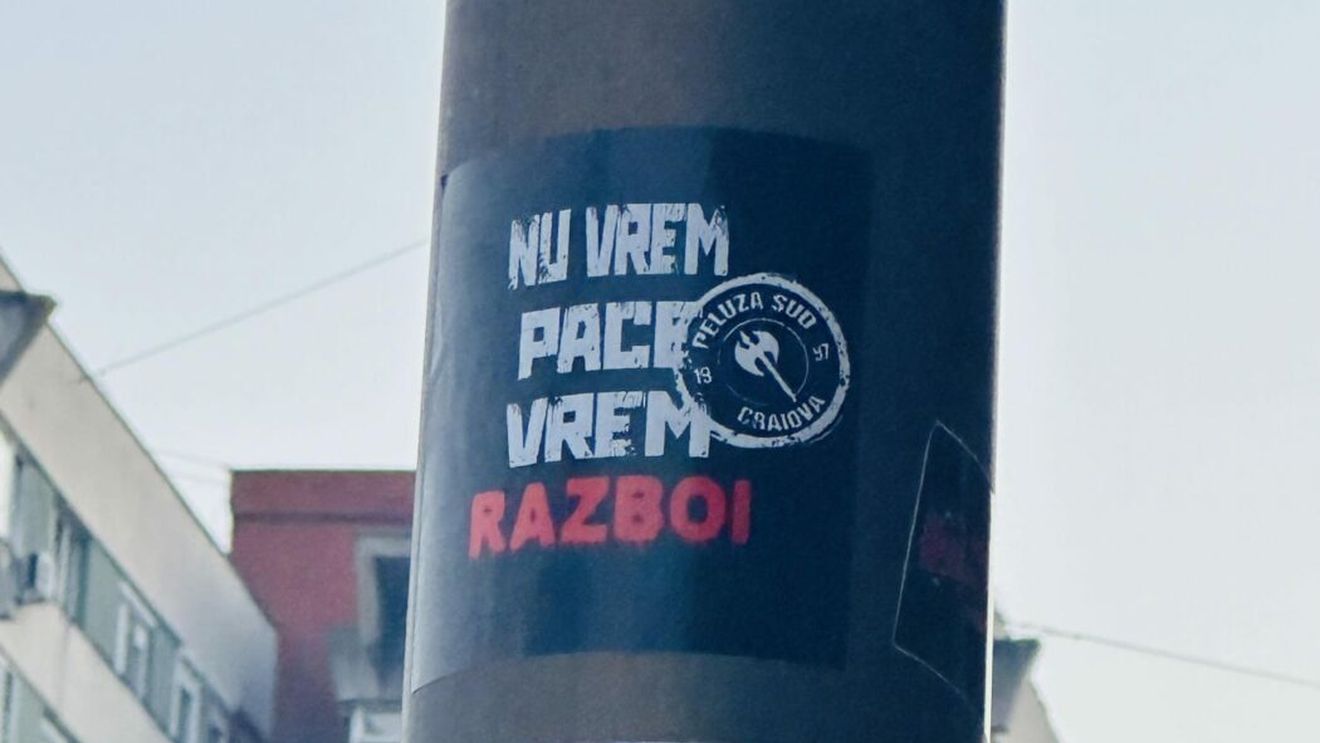 NU VREM
PACE
VREM
RAZBOI
PELUZA SUD
19 97
CRAIOVA